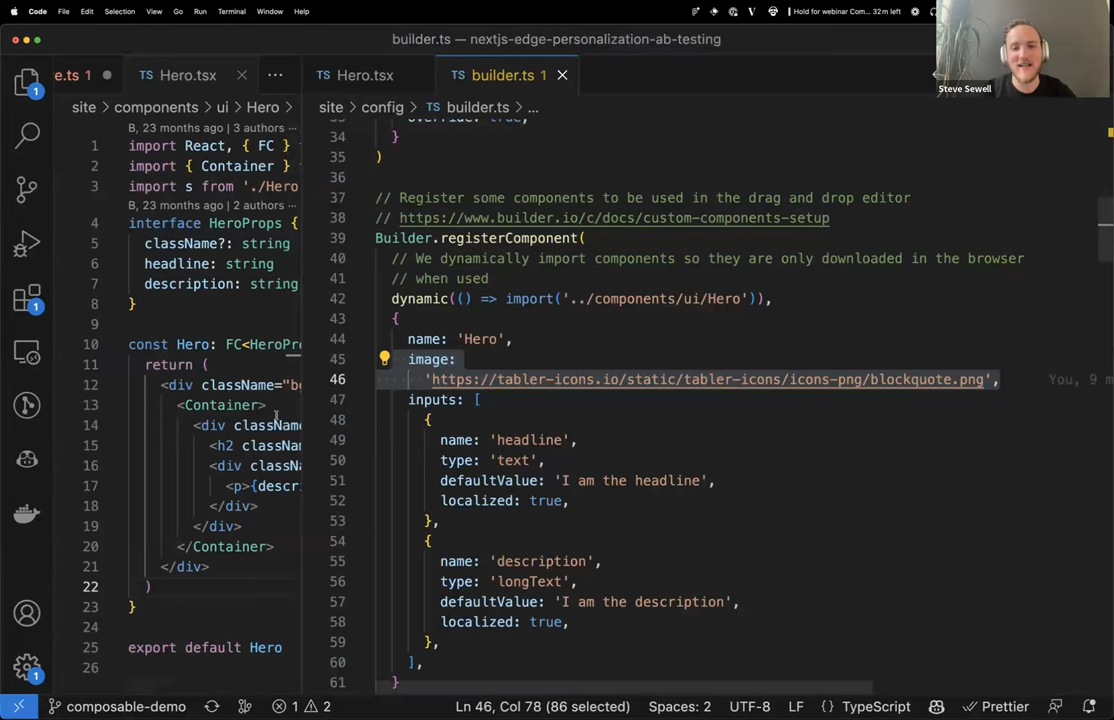 Code File Edit Selection View Go Run Terminal Window Help
Hold for webinar Com... 32 m left
builder.ts — nextjs-edge-personalization-ab-testing
Steve Sewell
e.ts 1
TS Hero.tsx
site > components > ui > Hero >
B, 23 months ago | 3 authors ...
1 import React, { FC }
2 import { Container }
3 import s from './Hero
B, 23 months ago | 2 authors ...
4 interface HeroProps {
5 className?: string
6 headline: string
7 description: string
8 }
9
10 const Hero: FC<HeroPro
11 return (
12 <div className="bg
13 <Container>
14 <div className
15 <h2 classNam
16 <div classNa
17 <p>{descri
18 </div>
19 </div>
20 </Container>
21 </div>
22 )
23 }
24
25 export default Hero
26
TS Hero.tsx
TS builder.ts 1
site > config > TS builder.ts > ...
33 override: true,
34 }
35 )
36
37 // Register some components to be used in the drag and drop editor
38 // https://www.builder.io/c/docs/custom-components-setup
39 Builder.registerComponent(
40 // We dynamically import components so they are only downloaded in the browser
41 // when used
42 dynamic(() => import('../components/ui/Hero')),
43 {
44 name: 'Hero',
45 image:
46 'https://tabler-icons.io/static/tabler-icons/icons-png/blockquote.png', You, 9 m
47 inputs: [
48 {
49 name: 'headline',
50 type: 'text',
51 defaultValue: 'I am the headline',
52 localized: true,
53 },
54 {
55 name: 'description',
56 type: 'longText',
57 defaultValue: 'I am the description',
58 localized: true,
59 },
60 ],
61 }
composable-demo 1 2 Ln 46, Col 78 (86 selected) Spaces: 2 UTF-8 LF {} TypeScript Prettier